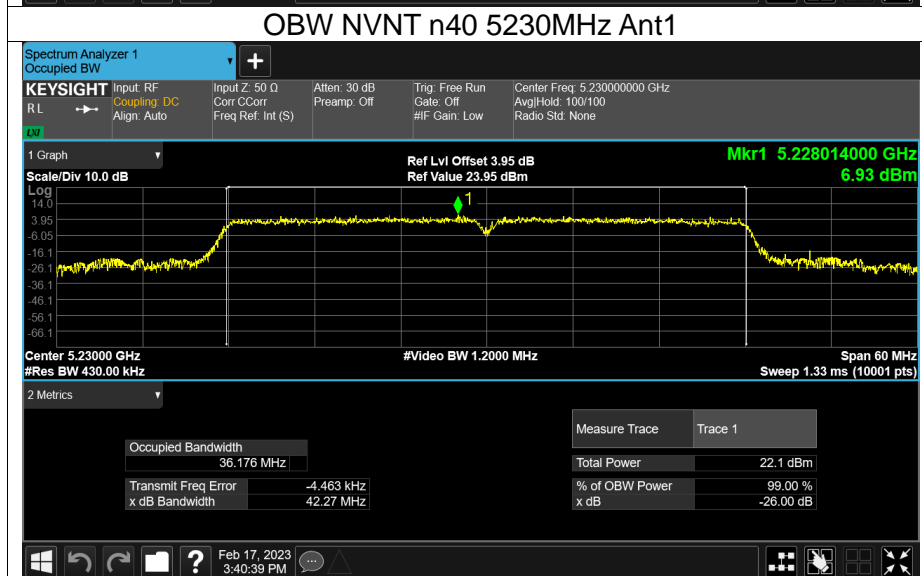 OBW NVNT n40 5230MHz Ant1
Spectrum Analyzer 1
Occupied BW
+
KEYSIGHT
R L
LXI
Input: RF
Coupling: DC
Align: Auto
Input Z: 50 Ω
Corr CCorr
Freq Ref: Int (S)
Atten: 30 dB
Preamp: Off
Trig: Free Run
Gate: Off
#IF Gain: Low
Center Freq: 5.230000000 GHz
Avg|Hold: 100/100
Radio Std: None
1 Graph
Scale/Div 10.0 dB
Ref Lvl Offset 3.95 dB
Ref Value 23.95 dBm
Mkr1 5.228014000 GHz
6.93 dBm
Log
14.0
3.95
-6.05
-16.1
-26.1
-36.1
-46.1
-56.1
-66.1
1
Center 5.23000 GHz
#Res BW 430.00 kHz
#Video BW 1.2000 MHz
Span 60 MHz
Sweep 1.33 ms (10001 pts)
2 Metrics
Measure Trace Trace 1
Occupied Bandwidth
36.176 MHz
Total Power 22.1 dBm
Transmit Freq Error -4.463 kHz
% of OBW Power 99.00 %
x dB Bandwidth 42.27 MHz
x dB -26.00 dB
?
Feb 17, 2023
3:40:39 PM